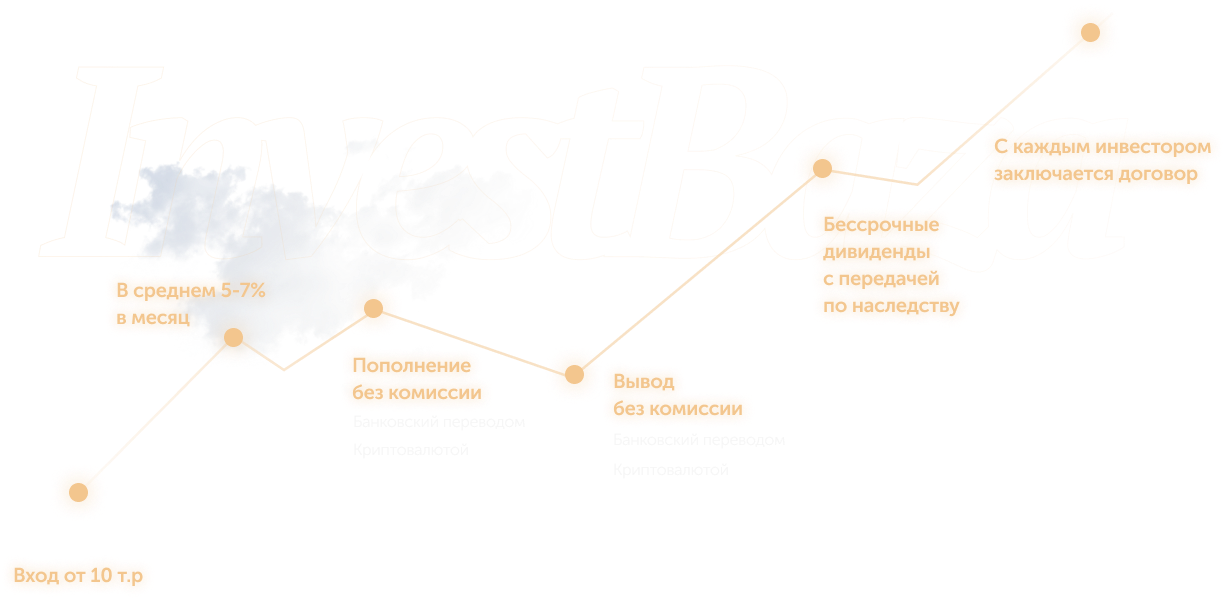 С каждым инвестором
заключается договор
Бессрочные
дивиденды
с передачей
по наследству
В среднем 5-7%
в месяц
Пополнение
без комиссии
Банковский переводом
Криптовалютой
Вывод
без комиссии
Банковский переводом
Криптовалютой
Вход от 10 т.р